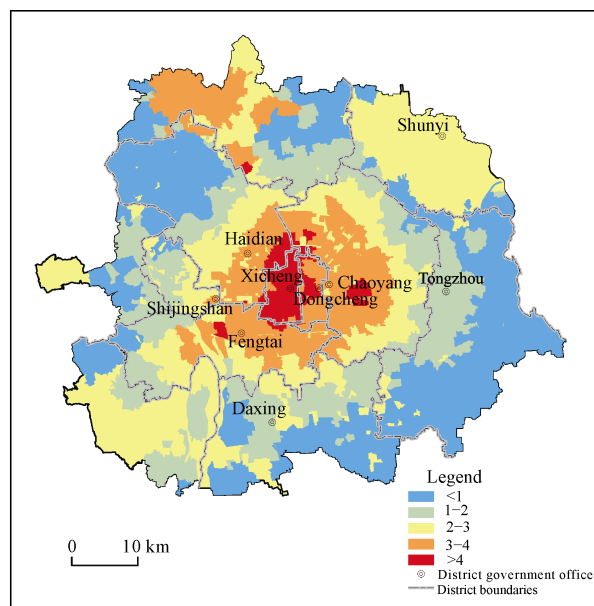 Shunyi
Haidian
Xicheng
Chaoyang
Dongcheng
Tongzhou
Shijingshan
Fengtai
Daxing
Legend
<1
1−2
2−3
3−4
>4
District government office
District boundaries
0 10 km